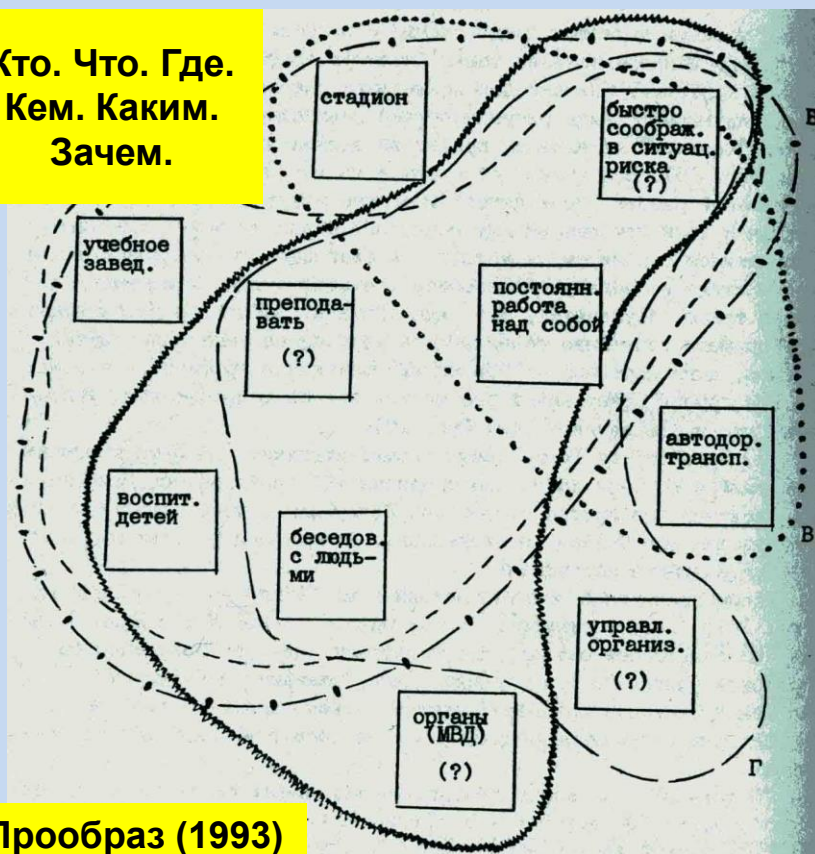 Кто. Что. Где.
Кем. Каким.
Зачем.
стадион
быстро
соображ.
в ситуац.
риска
(?)
учебное
завед.
препода-
вать
(?)
постоянн.
работа
над собой
автодор.
трансп.
воспит.
детей
беседов.
с людь-
ми
управл.
организ.
(?)
органы
(МВД)
(?)
В
Г
Прообраз (1993)